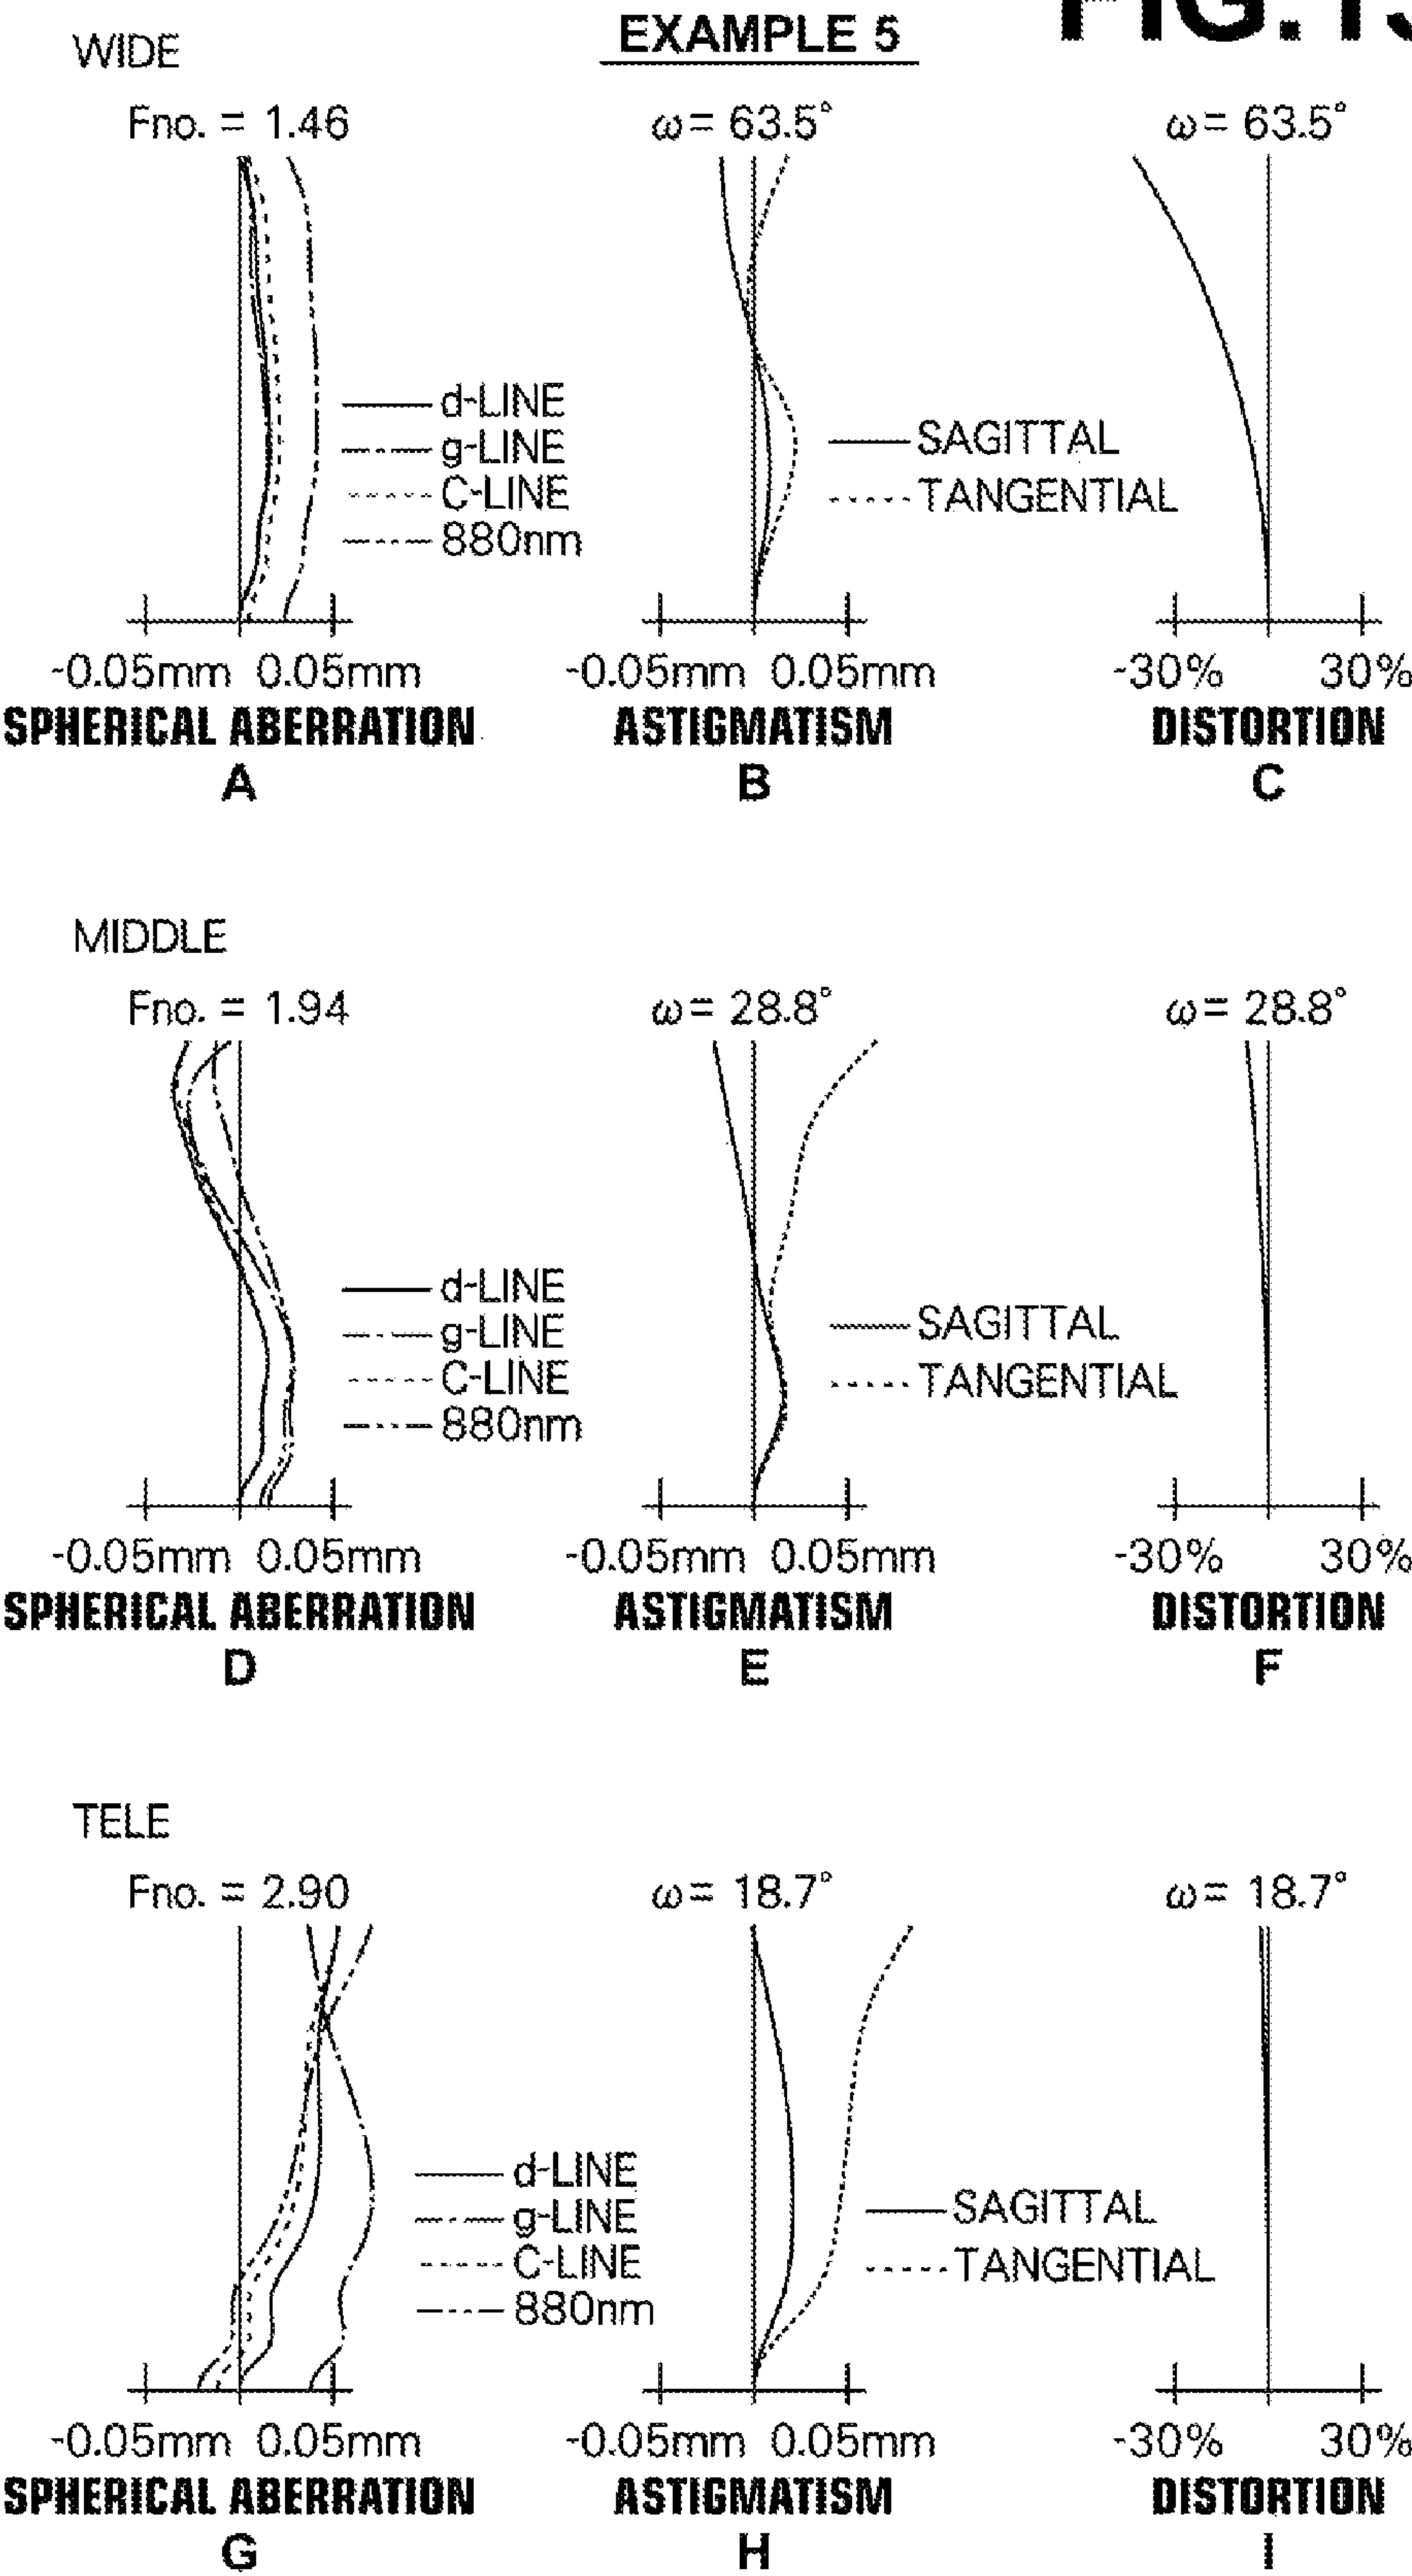 EXAMPLE 5
WIDE
Fno. = 1.46
ω= 63.5°
ω= 63.5°
d-LINE
g-LINE
C-LINE
880nm
SAGITTAL
TANGENTIAL
-0.05mm 0.05mm
-0.05mm 0.05mm
-30% 30%
SPHERICAL ABERRATION
ASTIGMATISM
DISTORTION
A
B
C
MIDDLE
Fno. = 1.94
ω= 28.8°
ω= 28.8°
d-LINE
g-LINE
C-LINE
880nm
SAGITTAL
TANGENTIAL
-0.05mm 0.05mm
-0.05mm 0.05mm
-30% 30%
SPHERICAL ABERRATION
ASTIGMATISM
DISTORTION
D
E
F
TELE
Fno. = 2.90
ω= 18.7°
ω= 18.7°
d-LINE
g-LINE
C-LINE
880nm
SAGITTAL
TANGENTIAL
-0.05mm 0.05mm
-0.05mm 0.05mm
-30% 30%
SPHERICAL ABERRATION
ASTIGMATISM
DISTORTION
G
H
I